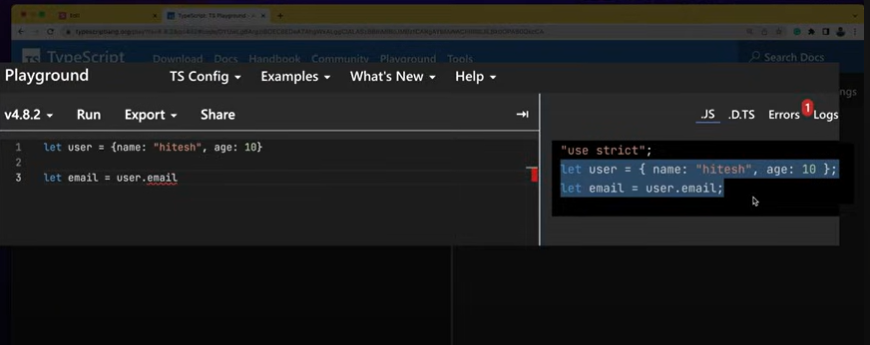 TypeScript Download Docs Handbook Community Playground Tools Search Docs
Playground TS Config Examples What's New Help
v4.8.2 Run Export Share .JS .D.TS Errors 1 Logs
1 let user = {name: "hitesh", age: 10}
2
3 let email = user.email
"use strict";
let user = { name: "hitesh", age: 10 };
let email = user.email;